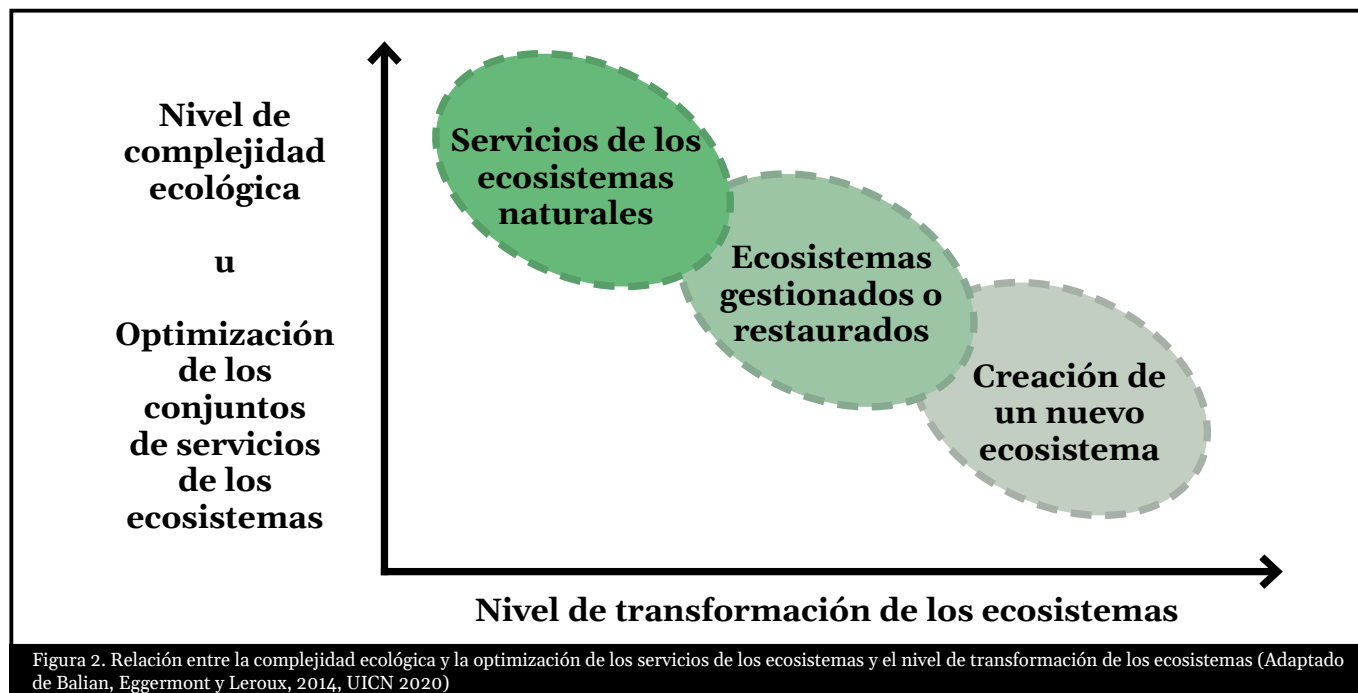 Nivel de
complejidad
ecológica
u
Optimización
de los
conjuntos
de servicios
de los
ecosistemas
Servicios de los
ecosistemas
naturales
Ecosistemas
gestionados o
restaurados
Creación de
un nuevo
ecosistema
Nivel de transformación de los ecosistemas
Figura 2. Relación entre la complejidad ecológica y la optimización de los servicios de los ecosistemas y el nivel de transformación de los ecosistemas (Adaptado
de Balian, Eggermont y Leroux, 2014, UICN 2020)